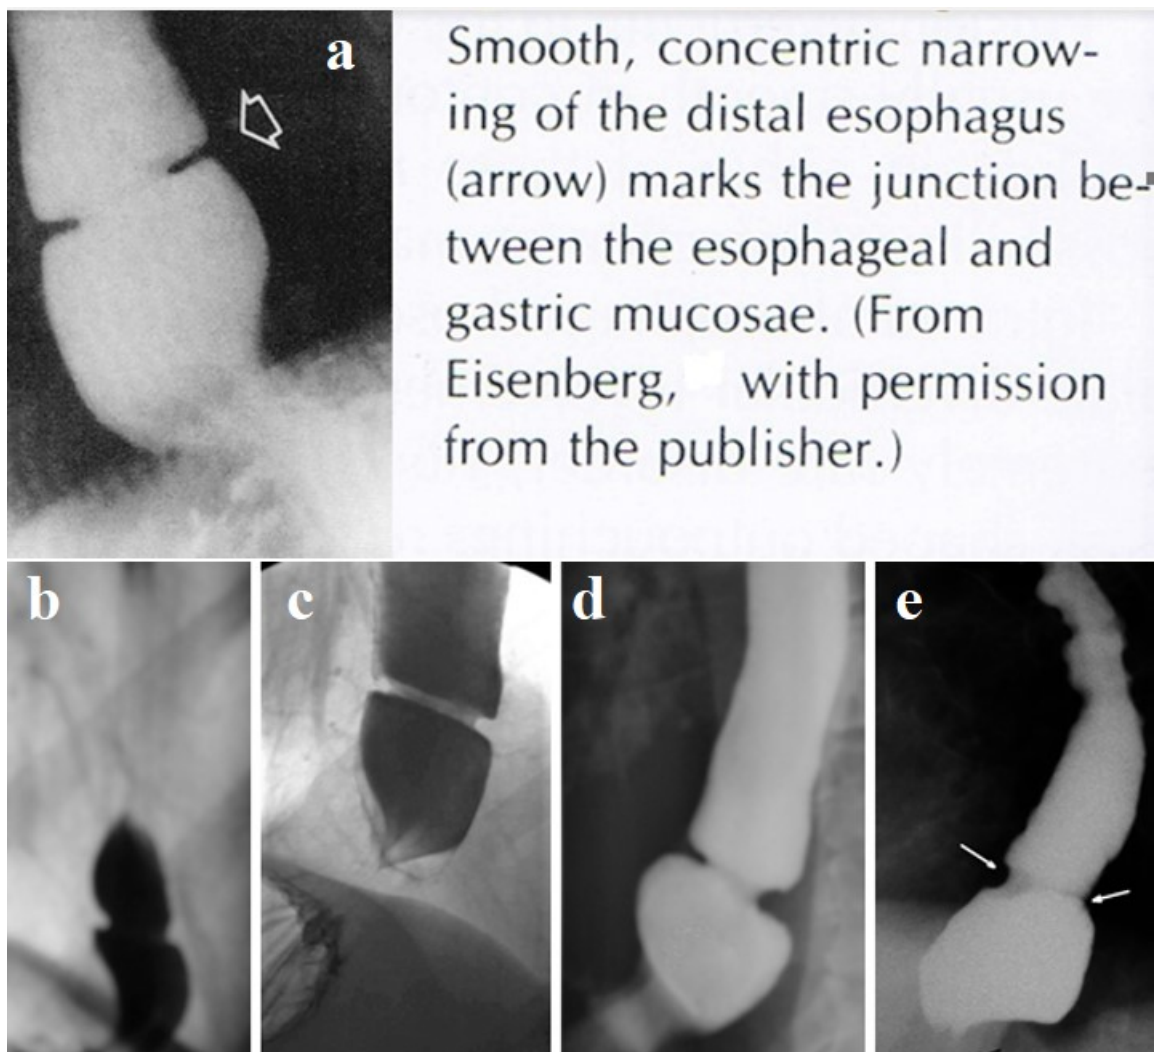 a
Smooth, concentric narrow-
ing of the distal esophagus
(arrow) marks the junction be-
tween the esophageal and
gastric mucosae. (From
Eisenberg, with permission
from the publisher.)
b
c
d
e